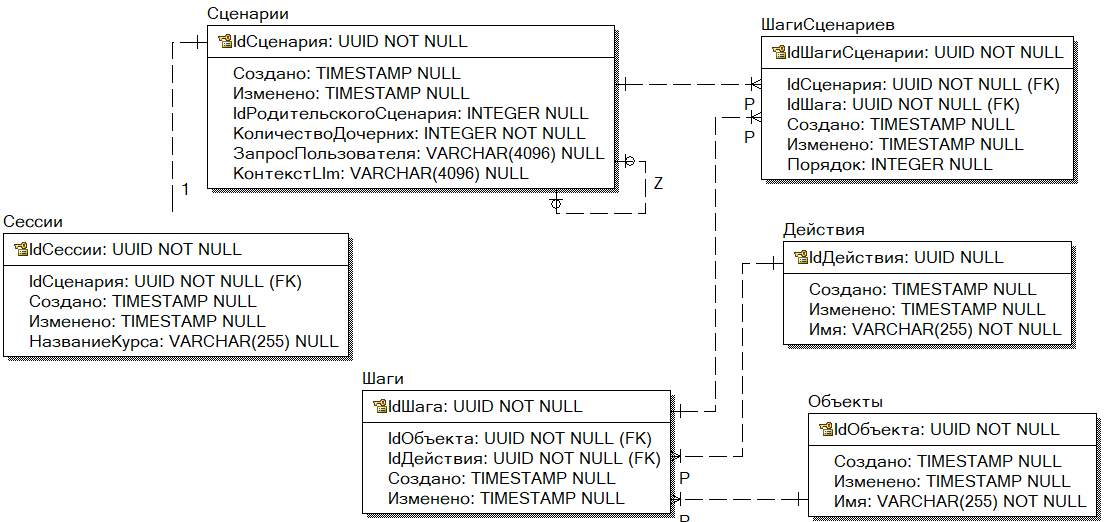 Сценарии
IdСценария: UUID NOT NULL
Создано: TIMESTAMP NULL
Изменено: TIMESTAMP NULL
IdРодительскогоСценария: INTEGER NULL
КоличествоДочерних: INTEGER NOT NULL
ЗапросПользователя: VARCHAR(4096) NULL
КонтекстLlm: VARCHAR(4096) NULL
Z
1
ШагиСценариев
IdШагиСценарии: UUID NOT NULL
IdСценария: UUID NOT NULL (FK)
IdШага: UUID NOT NULL (FK)
Создано: TIMESTAMP NULL
Изменено: TIMESTAMP NULL
Порядок: INTEGER NULL
P
P
Сессии
IdСессии: UUID NOT NULL
IdСценария: UUID NOT NULL (FK)
Создано: TIMESTAMP NULL
Изменено: TIMESTAMP NULL
НазваниеКурса: VARCHAR(255) NULL
Действия
IdДействия: UUID NULL
Создано: TIMESTAMP NULL
Изменено: TIMESTAMP NULL
Имя: VARCHAR(255) NOT NULL
Шаги
IdШага: UUID NOT NULL
IdОбъекта: UUID NOT NULL (FK)
IdДействия: UUID NOT NULL (FK)
Создано: TIMESTAMP NULL
Изменено: TIMESTAMP NULL
P
P
Объекты
IdОбъекта: UUID NOT NULL
Создано: TIMESTAMP NULL
Изменено: TIMESTAMP NULL
Имя: VARCHAR(255) NOT NULL